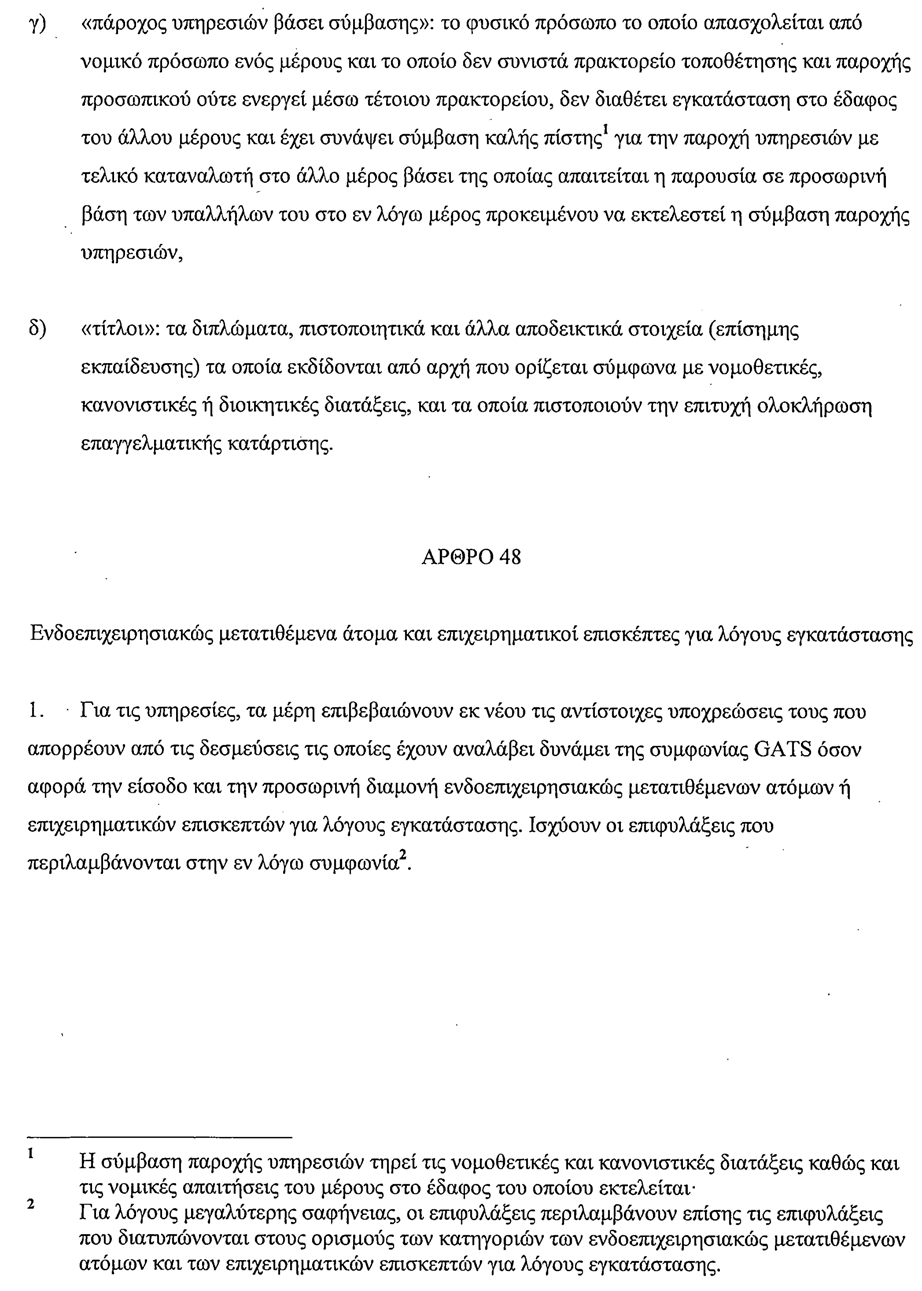 γ) «πάροχος υπηρεσιών βάσει σύμβασης»: το φυσικό πρόσωπο το οποίο απασχολείται από
νομικό πρόσωπο ενός μέρους και το οποίο δεν συνιστά πρακτορείο τοποθέτησης και παροχής
προσωπικού ούτε ενεργεί μέσω τέτοιου πρακτορείου, δεν διαθέτει εγκατάσταση στο έδαφος
του άλλου μέρους και έχει συνάψει σύμβαση καλής πίστης¹ για την παροχή υπηρεσιών με
τελικό καταναλωτή στο άλλο μέρος βάσει της οποίας απαιτείται η παρουσία σε προσωρινή
βάση των υπαλλήλων του στο εν λόγω μέρος προκειμένου να εκτελεστεί η σύμβαση παροχής
υπηρεσιών,
δ) «τίτλοι»: τα διπλώματα, πιστοποιητικά και άλλα αποδεικτικά στοιχεία (επίσημης
εκπαίδευσης) τα οποία εκδίδονται από αρχή που ορίζεται σύμφωνα με νομοθετικές,
κανονιστικές ή διοικητικές διατάξεις, και τα οποία πιστοποιούν την επιτυχή ολοκλήρωση
επαγγελματικής κατάρτισης.
ΑΡΘΡΟ 48
Ενδοεπιχειρησιακώς μετατιθέμενα άτομα και επιχειρηματικοί επισκέπτες για λόγους εγκατάστασης
1. Για τις υπηρεσίες, τα μέρη επιβεβαιώνουν εκ νέου τις αντίστοιχες υποχρεώσεις τους που
απορρέουν από τις δεσμεύσεις τις οποίες έχουν αναλάβει δυνάμει της συμφωνίας GATS όσον
αφορά την είσοδο και την προσωρινή διαμονή ενδοεπιχειρησιακώς μετατιθέμενων ατόμων ή
επιχειρηματικών επισκεπτών για λόγους εγκατάστασης. Ισχύουν οι επιφυλάξεις που
περιλαμβάνονται στην εν λόγω συμφωνία².
¹ Η σύμβαση παροχής υπηρεσιών τηρεί τις νομοθετικές και κανονιστικές διατάξεις καθώς και
τις νομικές απαιτήσεις του μέρους στο έδαφος του οποίου εκτελείται·
² Για λόγους μεγαλύτερης σαφήνειας, οι επιφυλάξεις περιλαμβάνουν επίσης τις επιφυλάξεις
που διατυπώνονται στους ορισμούς των κατηγοριών των ενδοεπιχειρησιακώς μετατιθέμενων
ατόμων και των επιχειρηματικών επισκεπτών για λόγους εγκατάστασης.